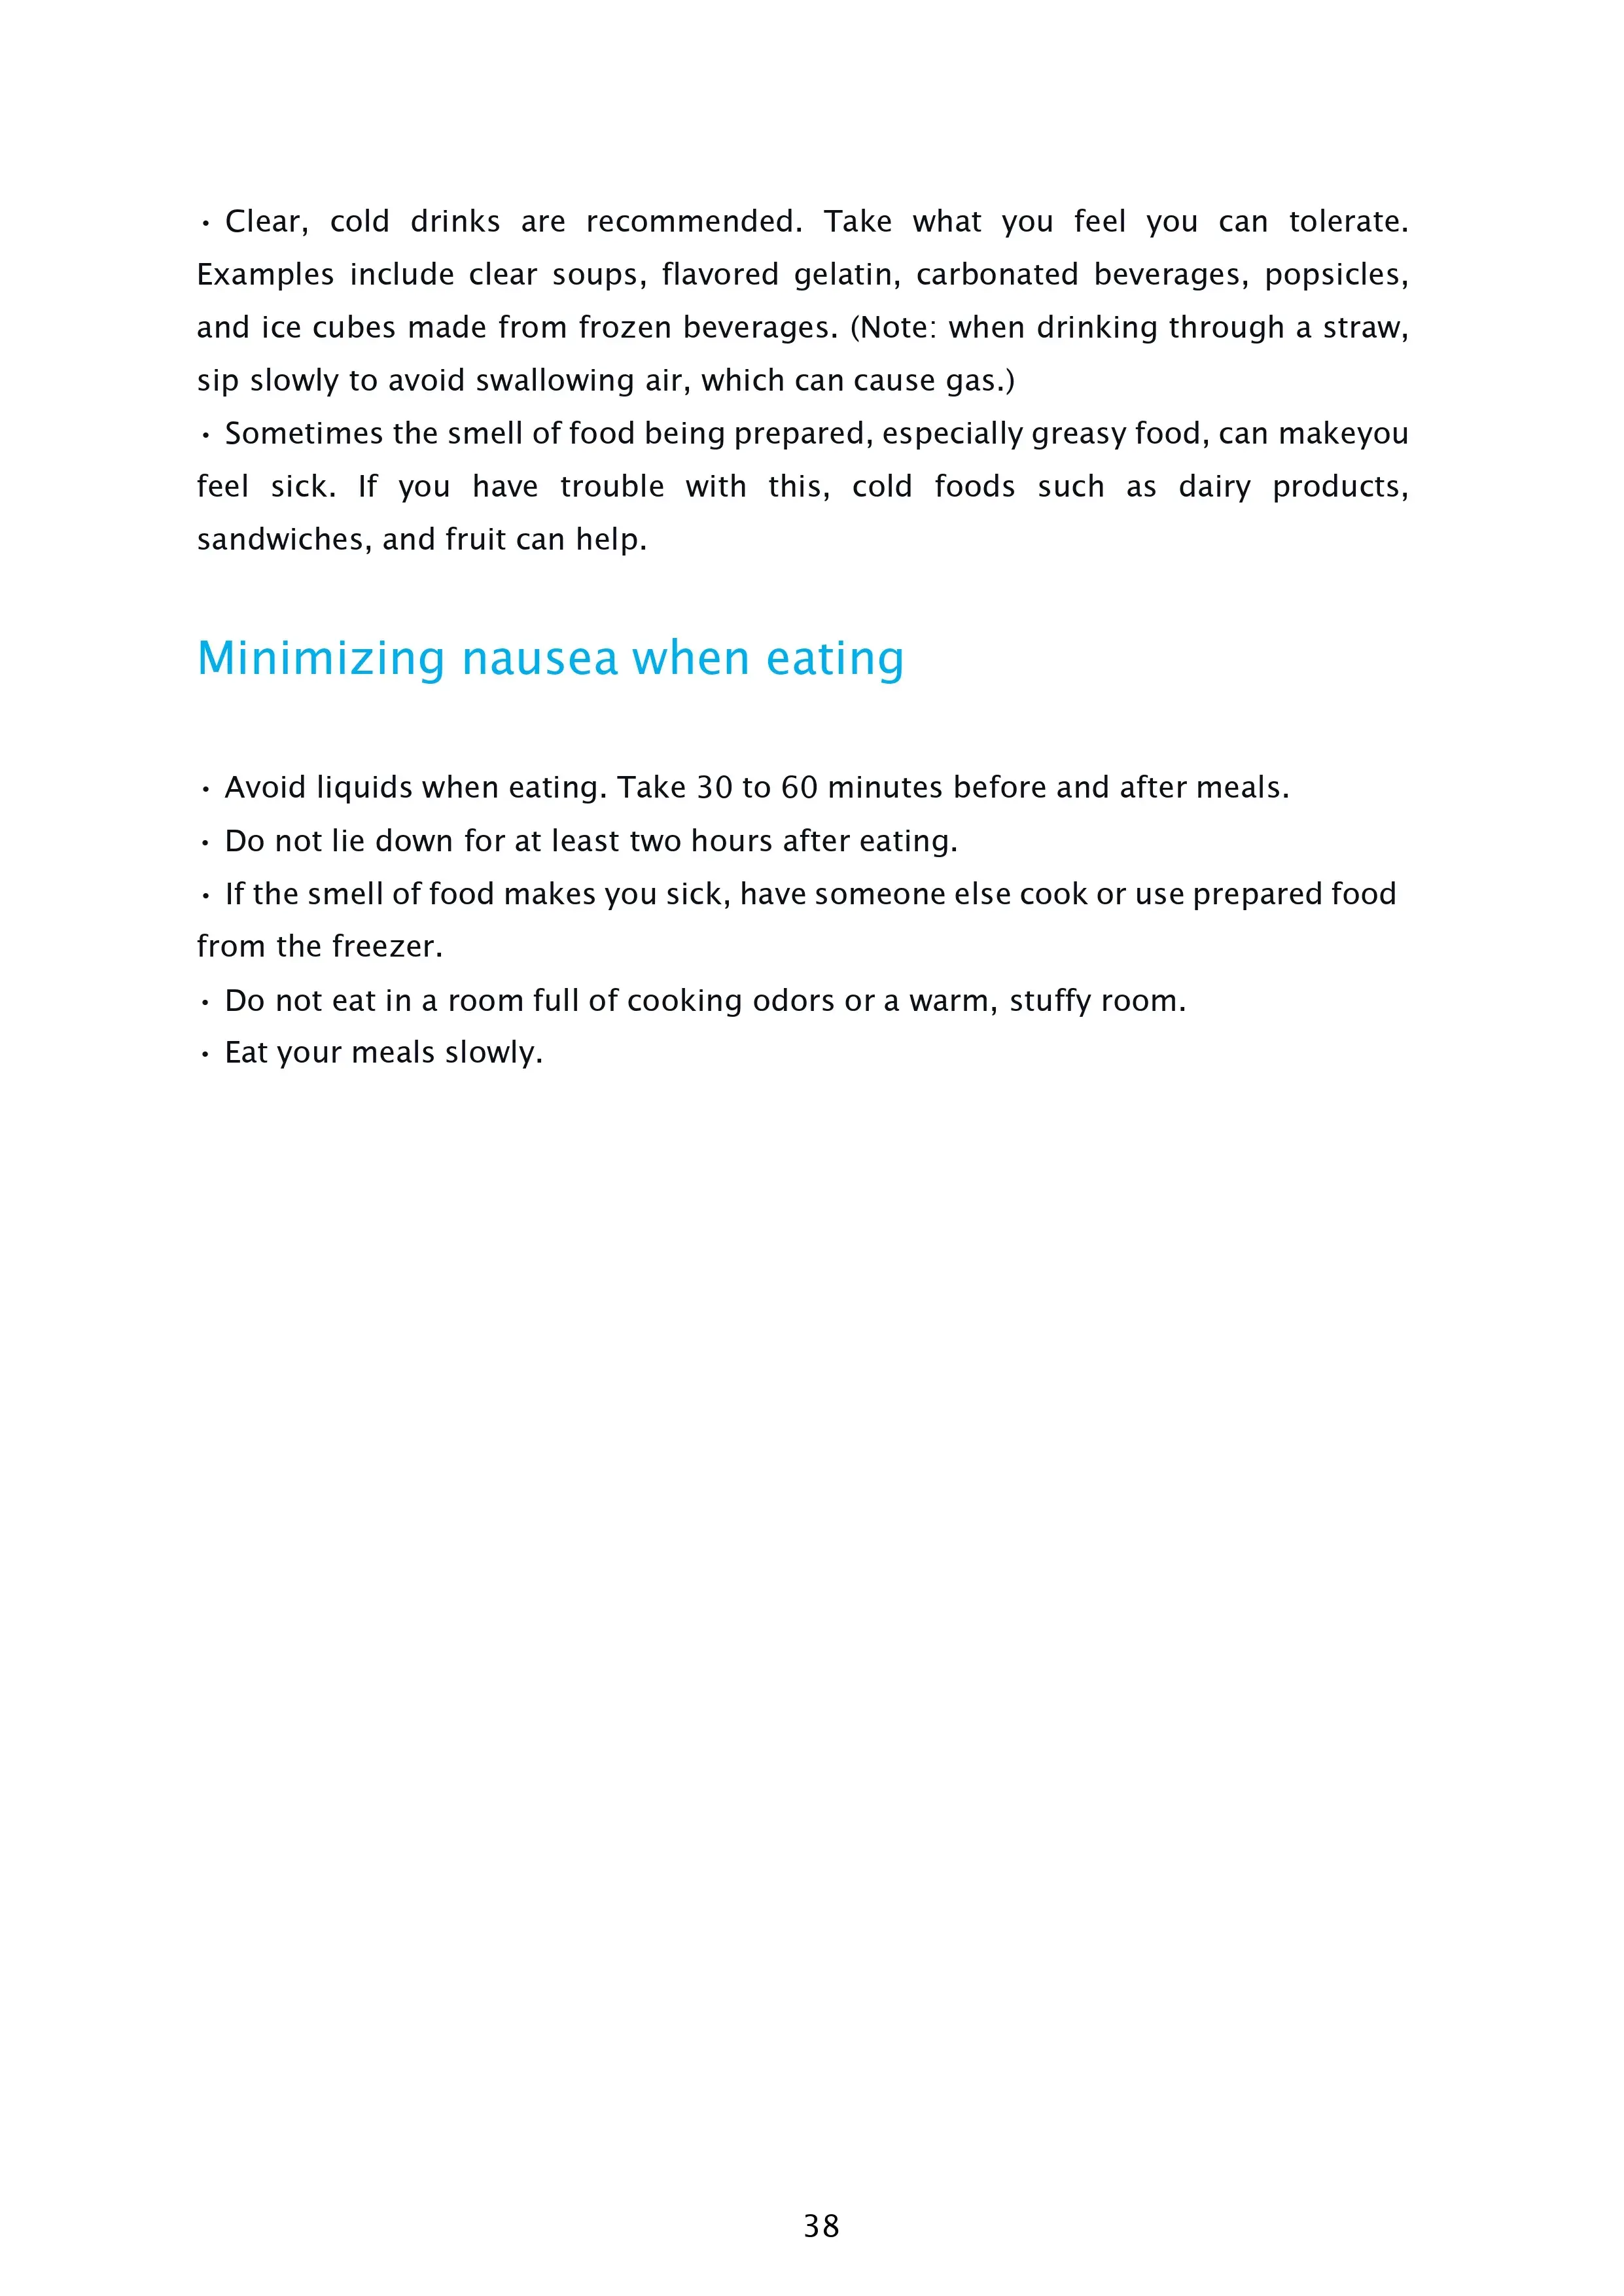 • Clear, cold drinks are recommended. Take what you feel you can tolerate.
Examples include clear soups, flavored gelatin, carbonated beverages, popsicles,
and ice cubes made from frozen beverages. (Note: when drinking through a straw,
sip slowly to avoid swallowing air, which can cause gas.)
• Sometimes the smell of food being prepared, especially greasy food, can makeyou
feel sick. If you have trouble with this, cold foods such as dairy products,
sandwiches, and fruit can help.
Minimizing nausea when eating
• Avoid liquids when eating. Take 30 to 60 minutes before and after meals.
• Do not lie down for at least two hours after eating.
• If the smell of food makes you sick, have someone else cook or use prepared food
from the freezer.
• Do not eat in a room full of cooking odors or a warm, stuffy room.
• Eat your meals slowly.
38